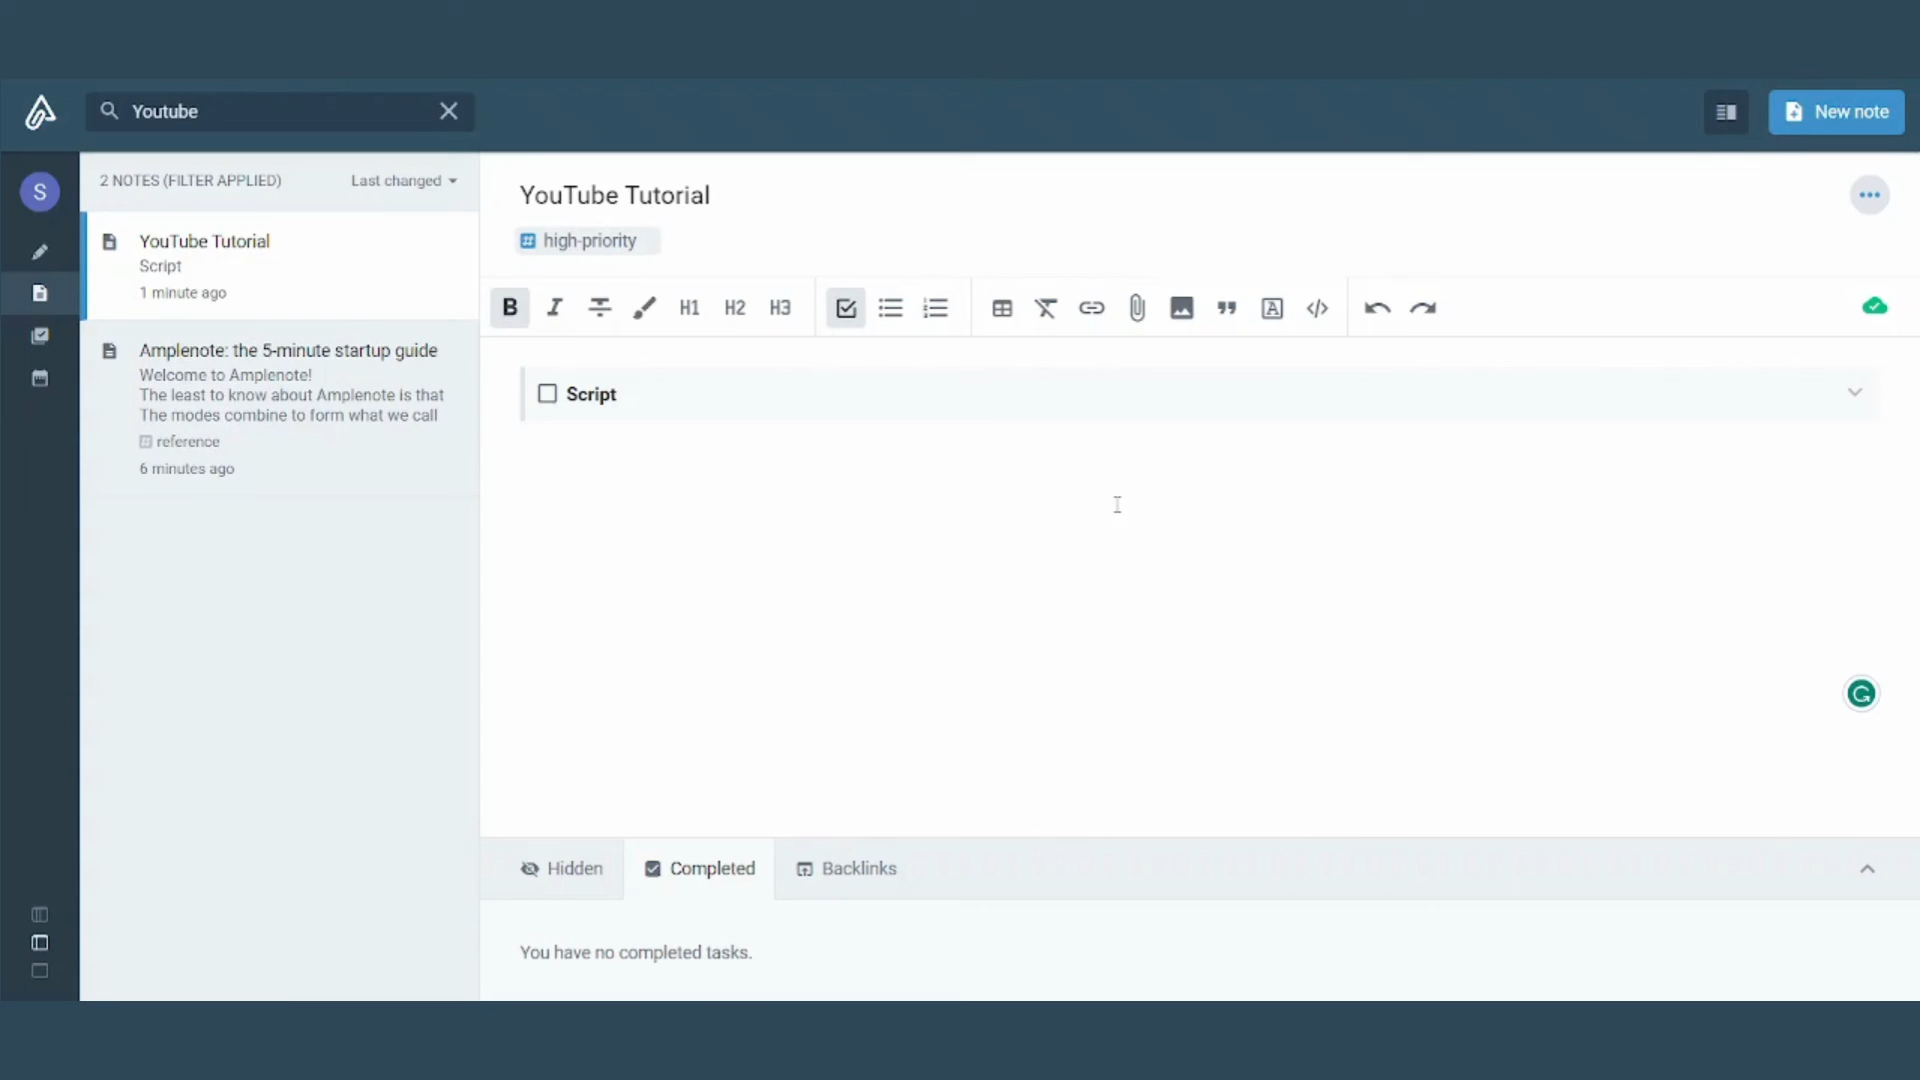 Youtube
New note
S
2 NOTES (FILTER APPLIED)
Last changed
YouTube Tutorial
Script
1 minute ago
Amplenote: the 5-minute startup guide
Welcome to Amplenote!
The least to know about Amplenote is that
The modes combine to form what we call
reference
6 minutes ago
YouTube Tutorial
high-priority
B I H1 H2 H3
Script
Hidden
Completed
Backlinks
You have no completed tasks.